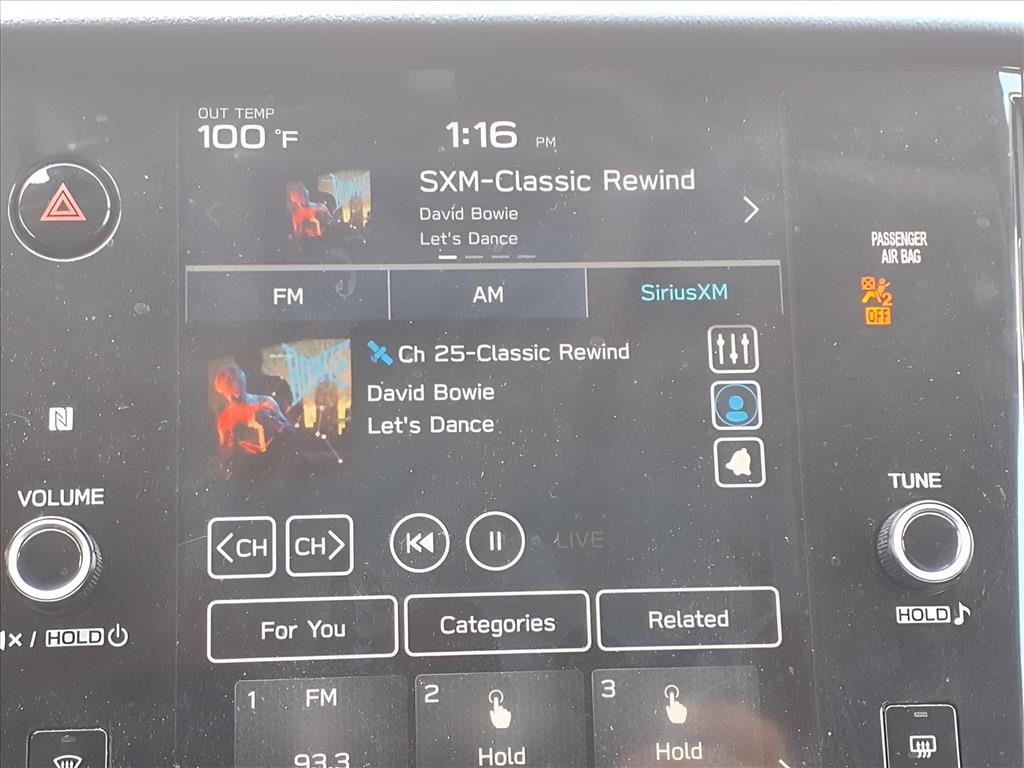 OUT TEMP
100 °F
1:16 PM
SXM-Classic Rewind
David Bowie
Let's Dance
PASSENGER
AIR BAG
2
OFF
FM
AM
SiriusXM
Ch 25-Classic Rewind
David Bowie
Let's Dance
VOLUME
TUNE
<CH
CH>
LIVE
HOLD
x / HOLD
For You
Categories
Related
1 FM
93.3
2
Hold
3
Hold